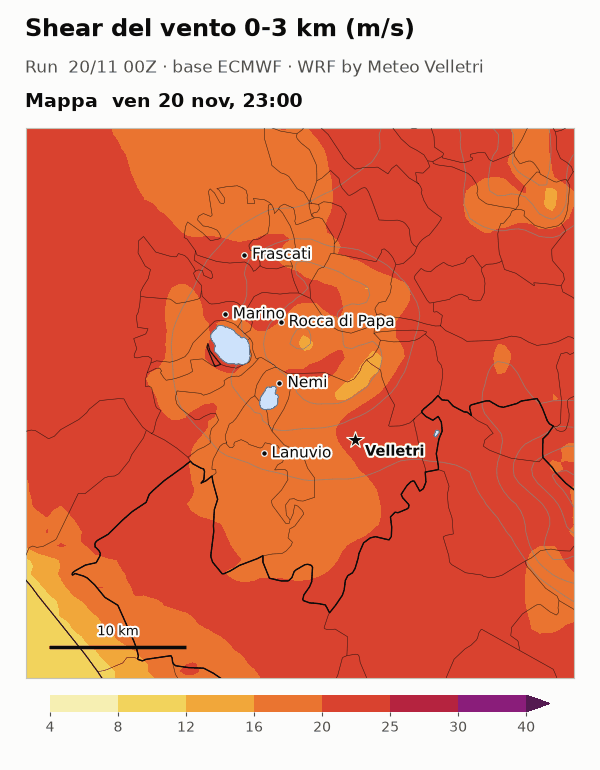 Shear del vento 0-3 km (m/s)
Run  20/11 00Z · base ECMWF · WRF by Meteo Velletri
Mappa  ven 20 nov, 23:00
Frascati
Marino
Rocca di Papa
Nemi
Velletri
Lanuvio
10 km
4 8 12 16 20 25 30 40